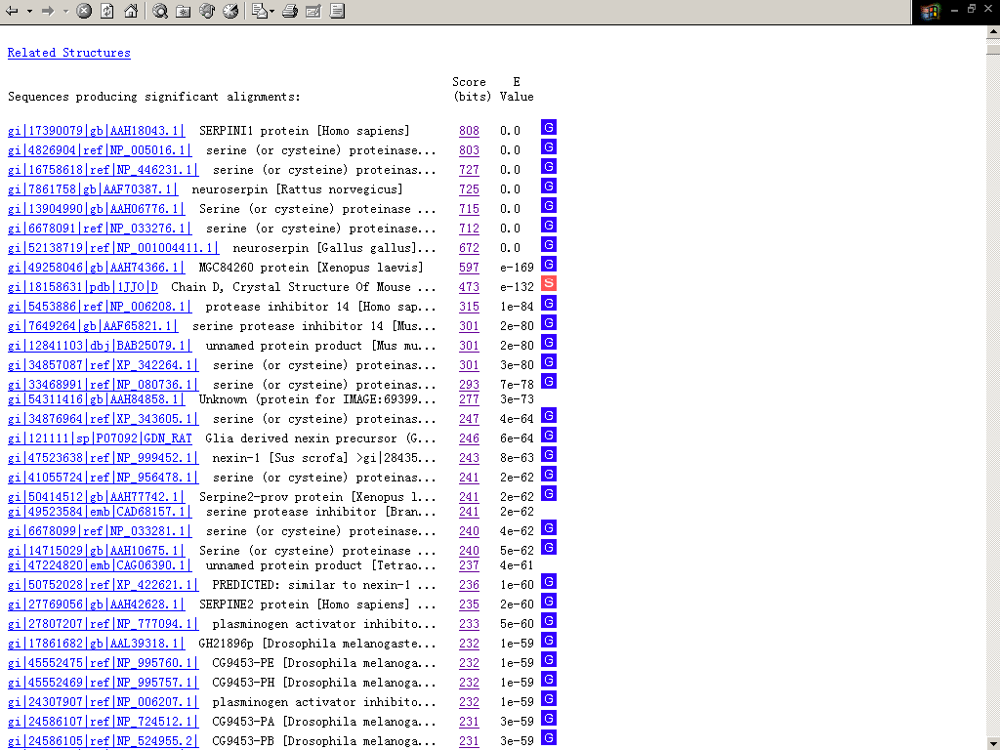 Related Structures
Score E
Sequences producing significant alignments: (bits) Value
gi|17390079|gb|AAH18043.1| SERPINI1 protein [Homo sapiens] 808 0.0 G
gi|4826904|ref|NP_005016.1| serine (or cysteine) proteinase... 803 0.0 G
gi|16758618|ref|NP_446231.1| serine (or cysteine) proteinas... 727 0.0 G
gi|7861758|gb|AAF70387.1| neuroserpin [Rattus norvegicus] 725 0.0 G
gi|13904990|gb|AAH06776.1| Serine (or cysteine) proteinase ... 715 0.0 G
gi|6678091|ref|NP_033276.1| serine (or cysteine) proteinase... 712 0.0 G
gi|52138719|ref|NP_001004411.1| neuroserpin [Gallus gallus]... 672 0.0 G
gi|49258046|gb|AAH74366.1| MGC84260 protein [Xenopus laevis] 597 e-169 G
gi|18158631|pdb|1JJO|D Chain D, Crystal Structure Of Mouse ... 473 e-132 S
gi|5453886|ref|NP_006208.1| protease inhibitor 14 [Homo sap... 315 1e-84 G
gi|7649264|gb|AAF65821.1| serine protease inhibitor 14 [Mus... 301 2e-80 G
gi|12841103|dbj|BAB25079.1| unnamed protein product [Mus mu... 301 2e-80 G
gi|34857087|ref|XP_342264.1| serine (or cysteine) proteinas... 301 3e-80 G
gi|33468991|ref|NP_080736.1| serine (or cysteine) proteinas... 293 7e-78 G
gi|54311416|gb|AAH84858.1| Unknown (protein for IMAGE:69399... 277 3e-73
gi|34876964|ref|XP_343605.1| serine (or cysteine) proteinas... 247 4e-64 G
gi|121111|sp|P07092|GDN_RAT Glia derived nexin precursor (G... 246 6e-64 G
gi|47523638|ref|NP_999452.1| nexin-1 [Sus scrofa] >gi|28435... 243 8e-63 G
gi|41055724|ref|NP_956478.1| serine (or cysteine) proteinas... 241 2e-62 G
gi|50414512|gb|AAH77742.1| Serpine2-prov protein [Xenopus l... 241 2e-62 G
gi|49523584|emb|CAD68157.1| serine protease inhibitor [Bran... 241 2e-62
gi|6678099|ref|NP_033281.1| serine (or cysteine) proteinase... 240 4e-62 G
gi|14715029|gb|AAH10675.1| Serine (or cysteine) proteinase ... 240 5e-62 G
gi|47224820|emb|CAG06390.1| unnamed protein product [Tetrao... 237 4e-61
gi|50752028|ref|XP_422621.1| PREDICTED: similar to nexin-1 ... 236 1e-60 G
gi|27769056|gb|AAH42628.1| SERPINE2 protein [Homo sapiens] 235 2e-60 G
gi|27807207|ref|NP_777094.1| plasminogen activator inhibito... 233 5e-60 G
gi|17861682|gb|AAL39318.1| GH21896p [Drosophila melanogaste... 232 1e-59 G
gi|45552475|ref|NP_995760.1| CG9453-PE [Drosophila melanoga... 232 1e-59 G
gi|45552469|ref|NP_995757.1| CG9453-PH [Drosophila melanoga... 232 1e-59 G
gi|24307907|ref|NP_006207.1| plasminogen activator inhibito... 232 1e-59 G
gi|24586107|ref|NP_724512.1| CG9453-PA [Drosophila melanoga... 231 3e-59 G
gi|24586105|ref|NP_524955.2| CG9453-PB [Drosophila melanoga... 231 3e-59 G